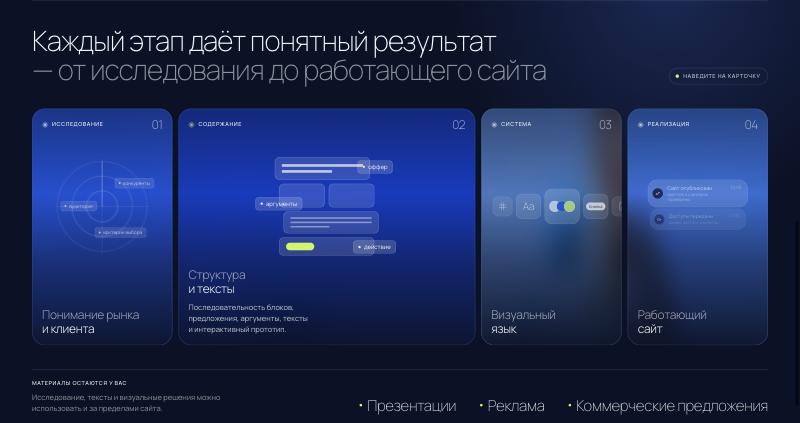 Каждый этап даёт понятный результат
— от исследования до работающего сайта
НАВЕДИТЕ НА КАРТОЧКУ
ИССЛЕДОВАНИЕ
01
конкуренты
критерии выбора
Понимание рынка
и клиента
СОДЕРЖАНИЕ
02
оффер
аргументы
действие
Структура
и тексты
Последовательность блоков,
предложения, аргументы, тексты
и интерактивный прототип.
СИСТЕМА
03
#
Aa
Визуальный
язык
РЕАЛИЗАЦИЯ
04
Сайт опубликован
Доступы переданы
Работающий
сайт
МАТЕРИАЛЫ ОСТАЮТСЯ У ВАС
Исследование, тексты и визуальные решения можно
использовать и за пределами сайта.
• Презентации
• Реклама
• Коммерческие предложения